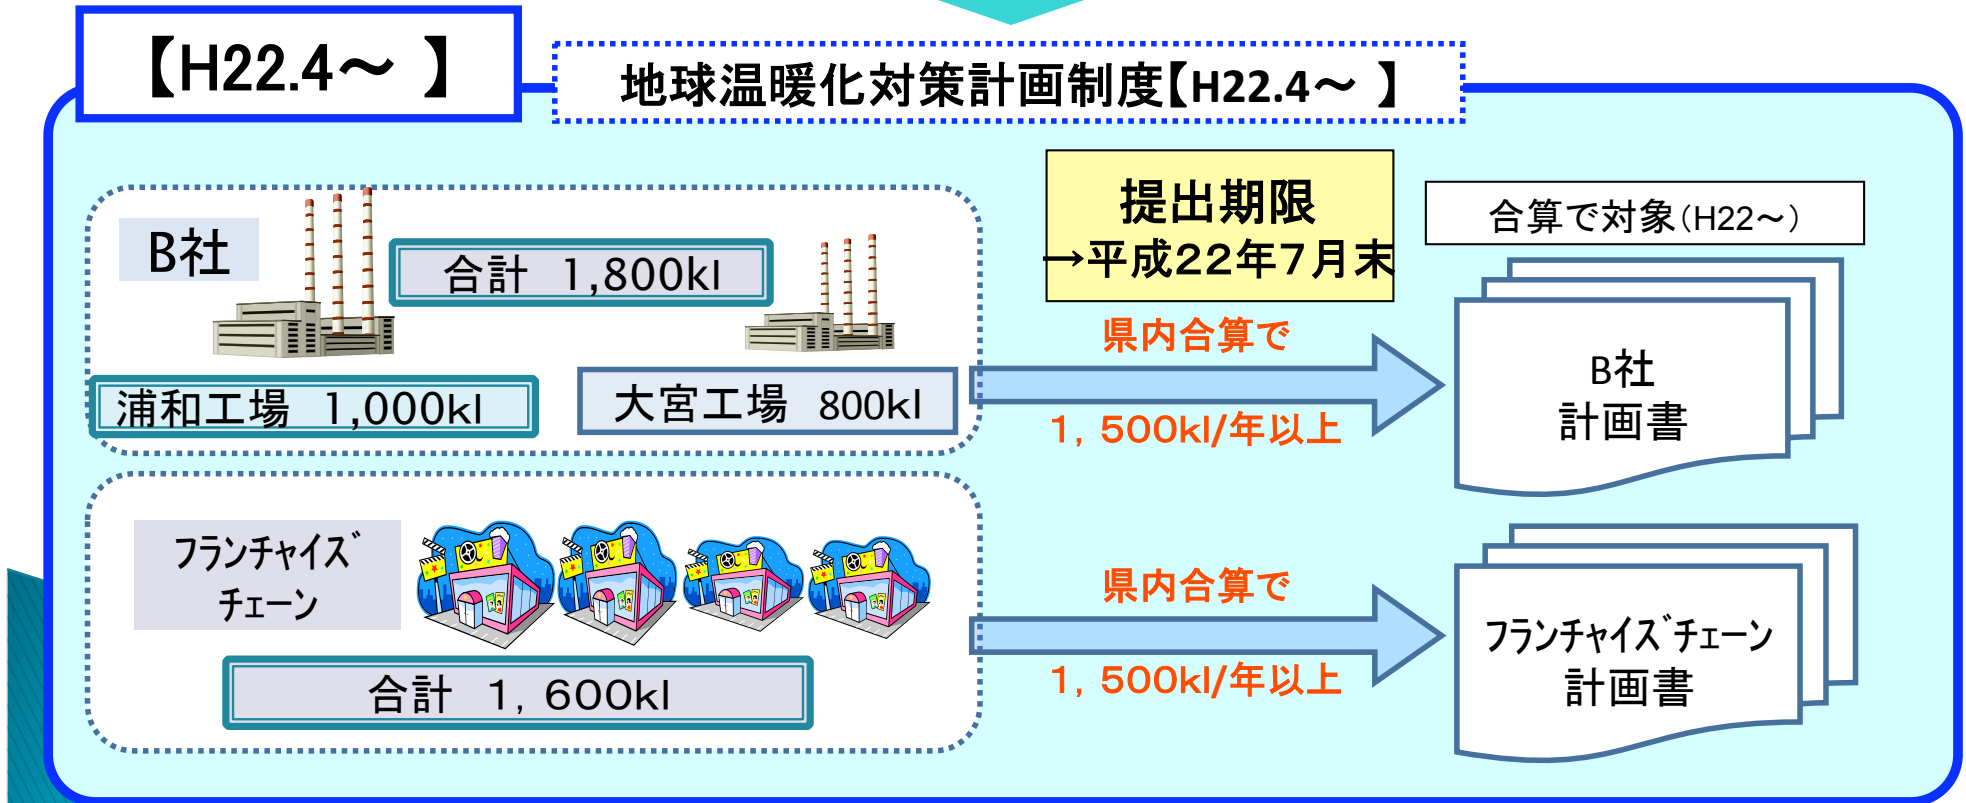 【H22.4～ 】
地球温暖化対策計画制度【H22.4～ 】
B社
合計 1,800kl
浦和工場 1,000kl
大宮工場 800kl
提出期限
→平成２２年７月末
合算で対象（H22～）
県内合算で
１，５００kl/年以上
B社
計画書
ﾌﾗﾝﾁｬｲｽﾞ
ﾁｪｰﾝ
合計 １，６００kl
県内合算で
１，５００kl/年以上
ﾌﾗﾝﾁｬｲｽﾞﾁｪｰﾝ
計画書